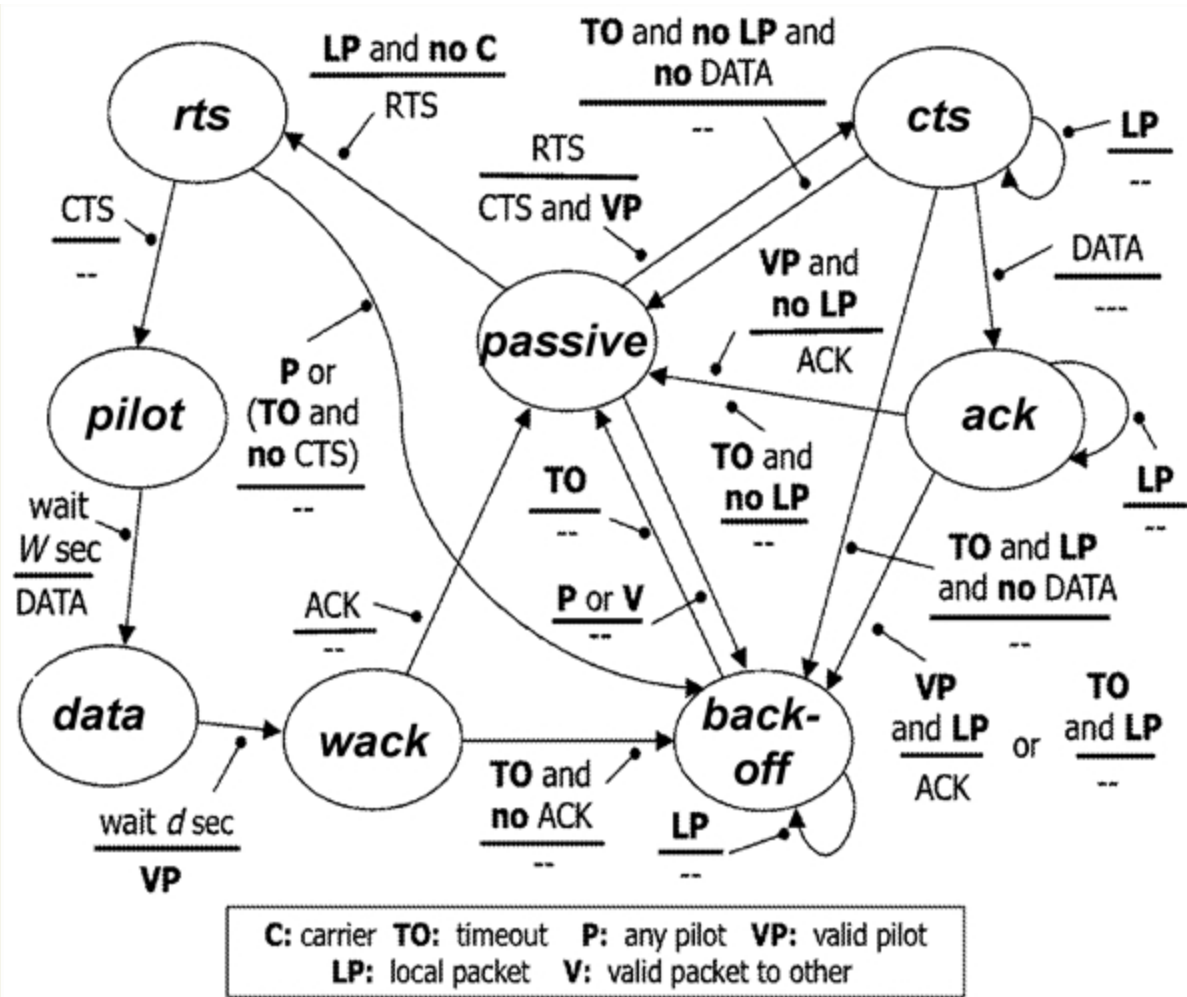 LP and no C
RTS
TO and no LP and
no DATA
--
rts
cts
LP
--
RTS
CTS and VP
CTS
--
VP and
no LP
ACK
DATA
---
passive
P or
(TO and
no CTS)
--
pilot
ack
TO
--
TO and
no LP
--
LP
--
wait
W sec
DATA
TO and LP
and no DATA
--
ACK
--
P or V
--
data
wack
back-
off
VP
and LP
ACK
or
TO
and LP
--
TO and
no ACK
--
LP
--
wait d sec
VP
C: carrier TO: timeout P: any pilot VP: valid pilot
LP: local packet V: valid packet to other